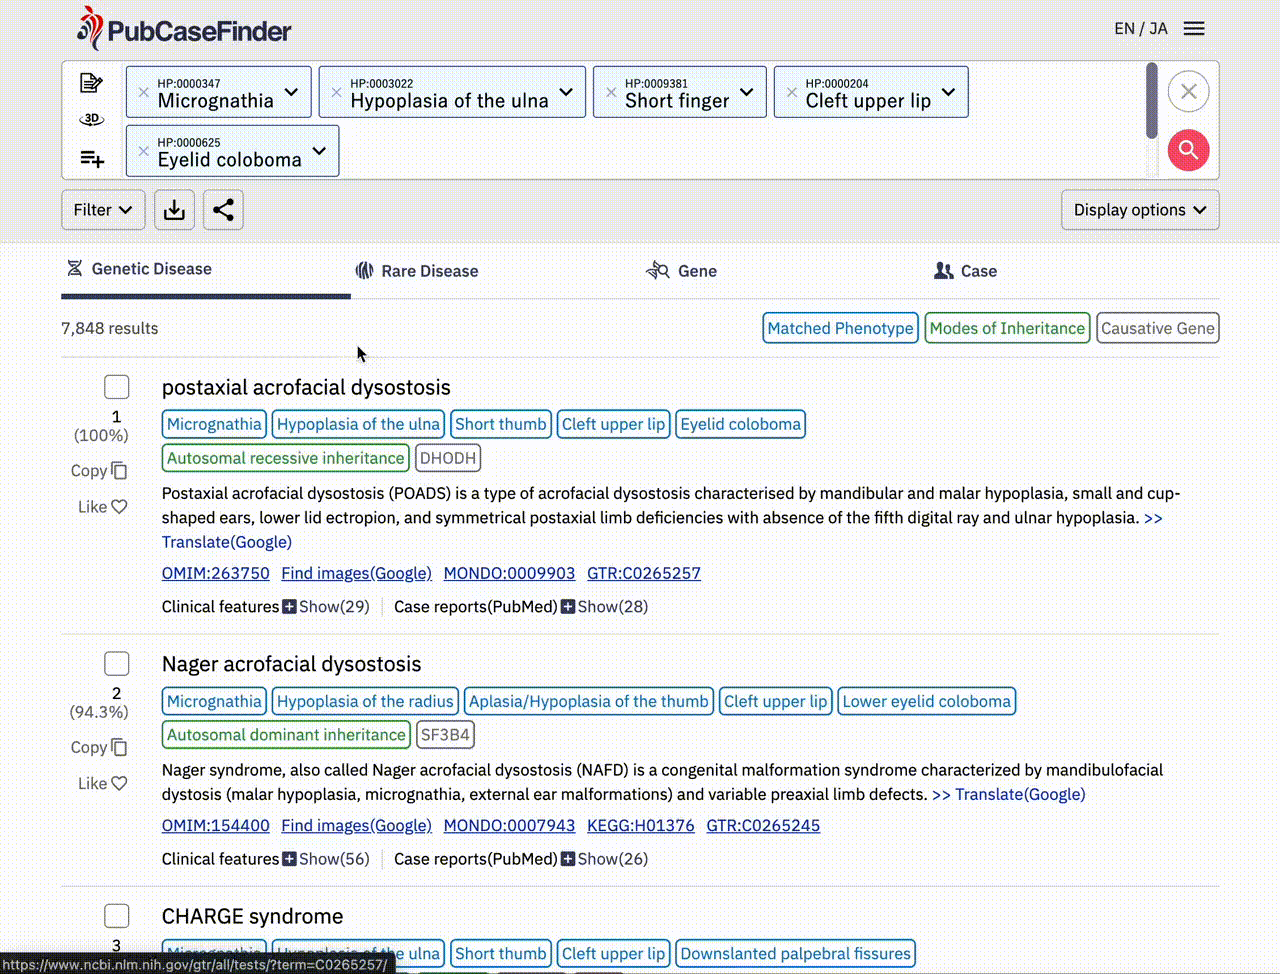 PubCaseFinder
EN / JA
HP:0000347
Micrognathia
HP:0003022
Hypoplasia of the ulna
HP:0009381
Short finger
HP:0000204
Cleft upper lip
3D
HP:0000625
Eyelid coloboma
Filter
Display options
Genetic Disease
Rare Disease
Gene
Case
7,848 results
Matched Phenotype
Modes of Inheritance
Causative Gene
postaxial acrofacial dysostosis
1
(100%)
Copy
Like
Micrognathia
Hypoplasia of the ulna
Short thumb
Cleft upper lip
Eyelid coloboma
Autosomal recessive inheritance
DHODH
Postaxial acrofacial dysostosis (POADS) is a type of acrofacial dysostosis characterised by mandibular and malar hypoplasia, small and cup-
shaped ears, lower lid ectropion, and symmetrical postaxial limb deficiencies with absence of the fifth digital ray and ulnar hypoplasia. >>
Translate(Google)
OMIM:263750 Find images(Google) MONDO:0009903 GTR:C0265257
Clinical features Show(29) Case reports(PubMed) Show(28)
Nager acrofacial dysostosis
2
(94.3%)
Copy
Like
Micrognathia
Hypoplasia of the radius
Aplasia/Hypoplasia of the thumb
Cleft upper lip
Lower eyelid coloboma
Autosomal dominant inheritance
SF3B4
Nager syndrome, also called Nager acrofacial dysostosis (NAFD) is a congenital malformation syndrome characterized by mandibulofacial
dystosis (malar hypoplasia, micrognathia, external ear malformations) and variable preaxial limb defects. >> Translate(Google)
OMIM:154400 Find images(Google) MONDO:0007943 KEGG:H01376 GTR:C0265245
Clinical features Show(56) Case reports(PubMed) Show(26)
CHARGE syndrome
3
Micrognathia
Hypoplasia of the ulna
Short thumb
Cleft upper lip
Downslanted palpebral fissures
https://www.ncbi.nlm.nih.gov/gtr/all/tests/?term=C0265257/